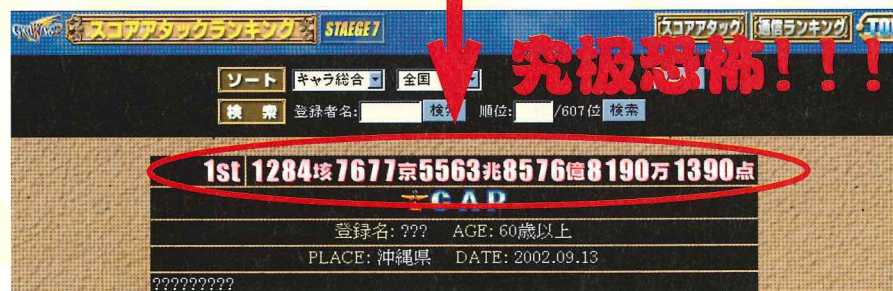 スコアアタックランキング STAEGE 7 スコアアタック 通信ランキング
究极恐怖!!!
ソート キャラ総合 全国
検索 登録者名: 検索 順位: /607位 検索
1st 1284垓7677京5563兆8576億8190万1390点
CAP
登録名: ??? AGE: 60歳以上
PLACE: 沖縄県 DATE: 2002.09.13
?????????